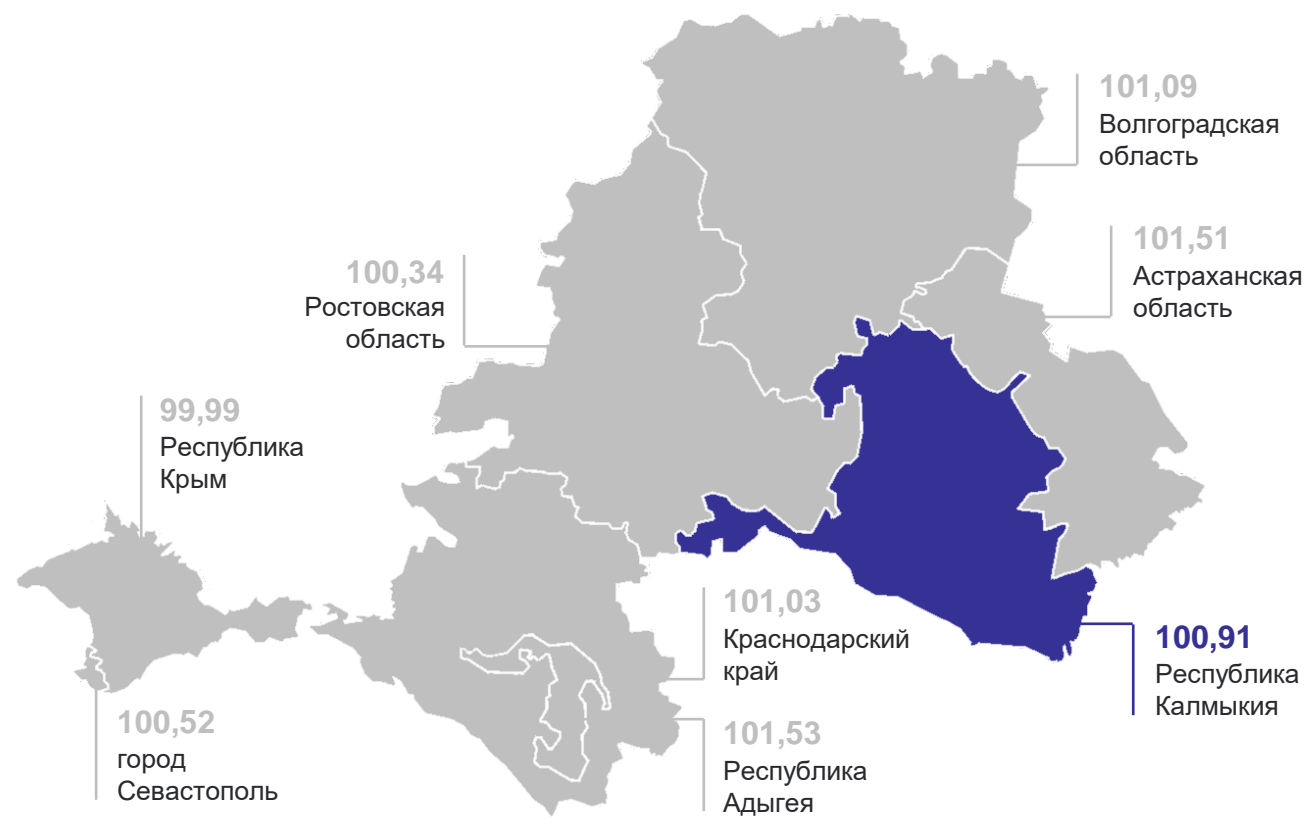 101,09
Волгоградская
область
101,51
Астраханская
область
100,34
Ростовская
область
99,99
Республика
Крым
101,03
Краснодарский
край
100,91
Республика
Калмыкия
100,52
город
Севастополь
101,53
Республика
Адыгея